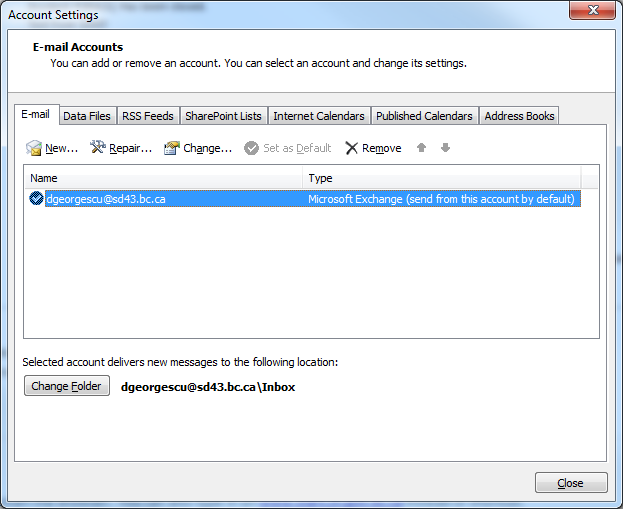 Account Settings
E-mail Accounts
You can add or remove an account. You can select an account and change its settings.
E-mail Data Files RSS Feeds SharePoint Lists Internet Calendars Published Calendars Address Books
New... Repair... Change... Set as Default Remove
Name Type
dgeorgescu@sd43.bc.ca Microsoft Exchange (send from this account by default)
Selected account delivers new messages to the following location:
Change Folder dgeorgescu@sd43.bc.ca\Inbox
Close